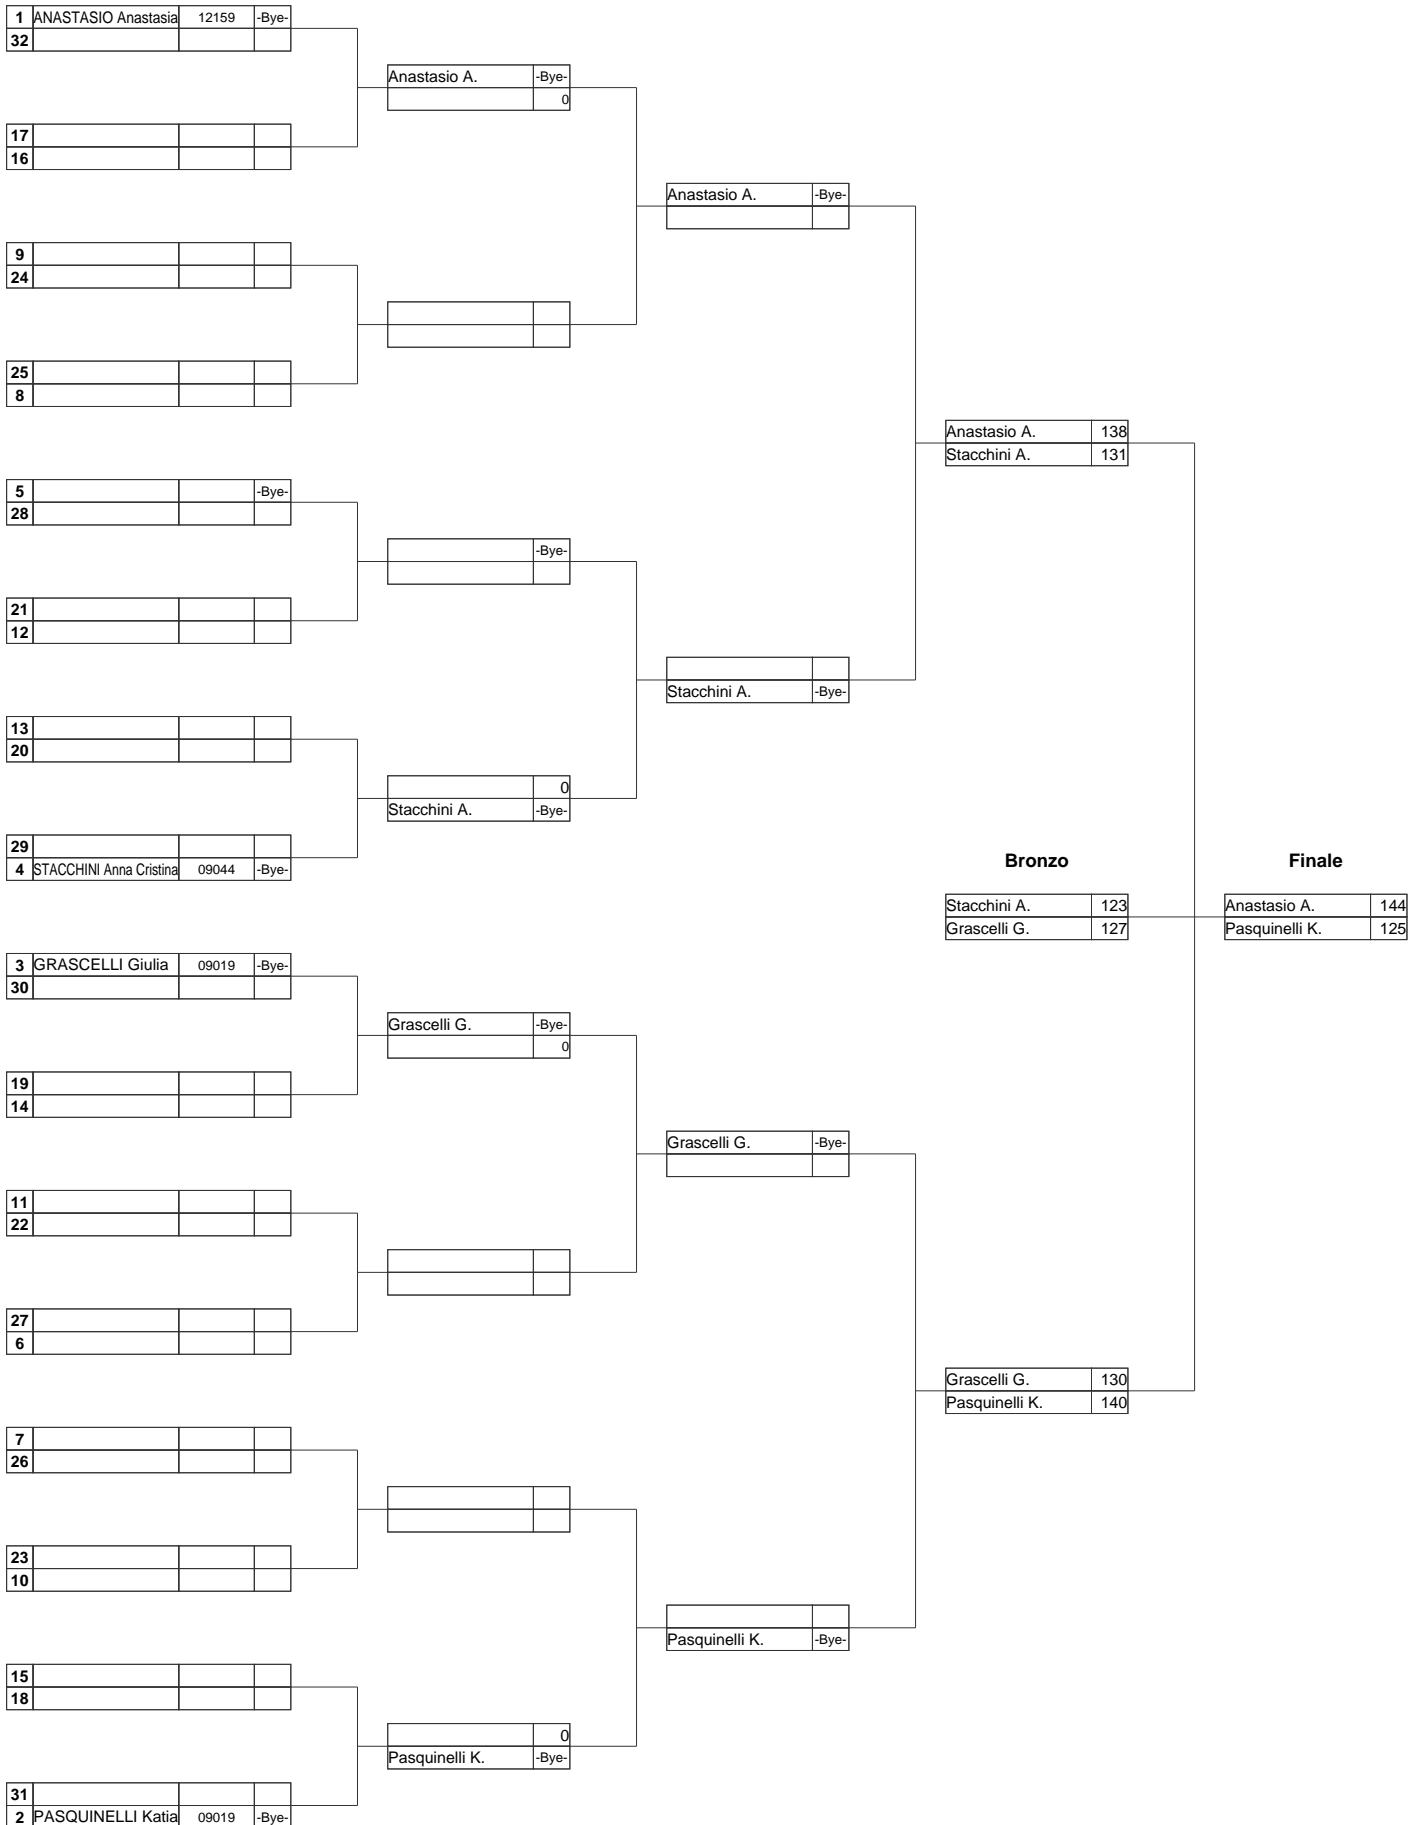 1 ANASTASIO Anastasia 12159 -Bye-
32
Anastasio A. -Bye-
0
17
16
Anastasio A. -Bye-
9
24
25
8
Anastasio A. 138
Stacchini A. 131
5 -Bye-
28
-Bye-
21
12
Stacchini A. -Bye-
13
20
0
Stacchini A. -Bye-
29
4 STACCHINI Anna Cristina 09044 -Bye-
Bronzo Finale
Stacchini A. 123 Anastasio A. 144
Grascelli G. 127 Pasquinelli K. 125
3 GRASCELLI Giulia 09019 -Bye-
30
Grascelli G. -Bye-
0
19
14
Grascelli G. -Bye-
11
22
27
6
Grascelli G. 130
Pasquinelli K. 140
7
26
23
10
Pasquinelli K. -Bye-
15
18
0
Pasquinelli K. -Bye-
31
2 PASQUINELLI Katia 09019 -Bye-